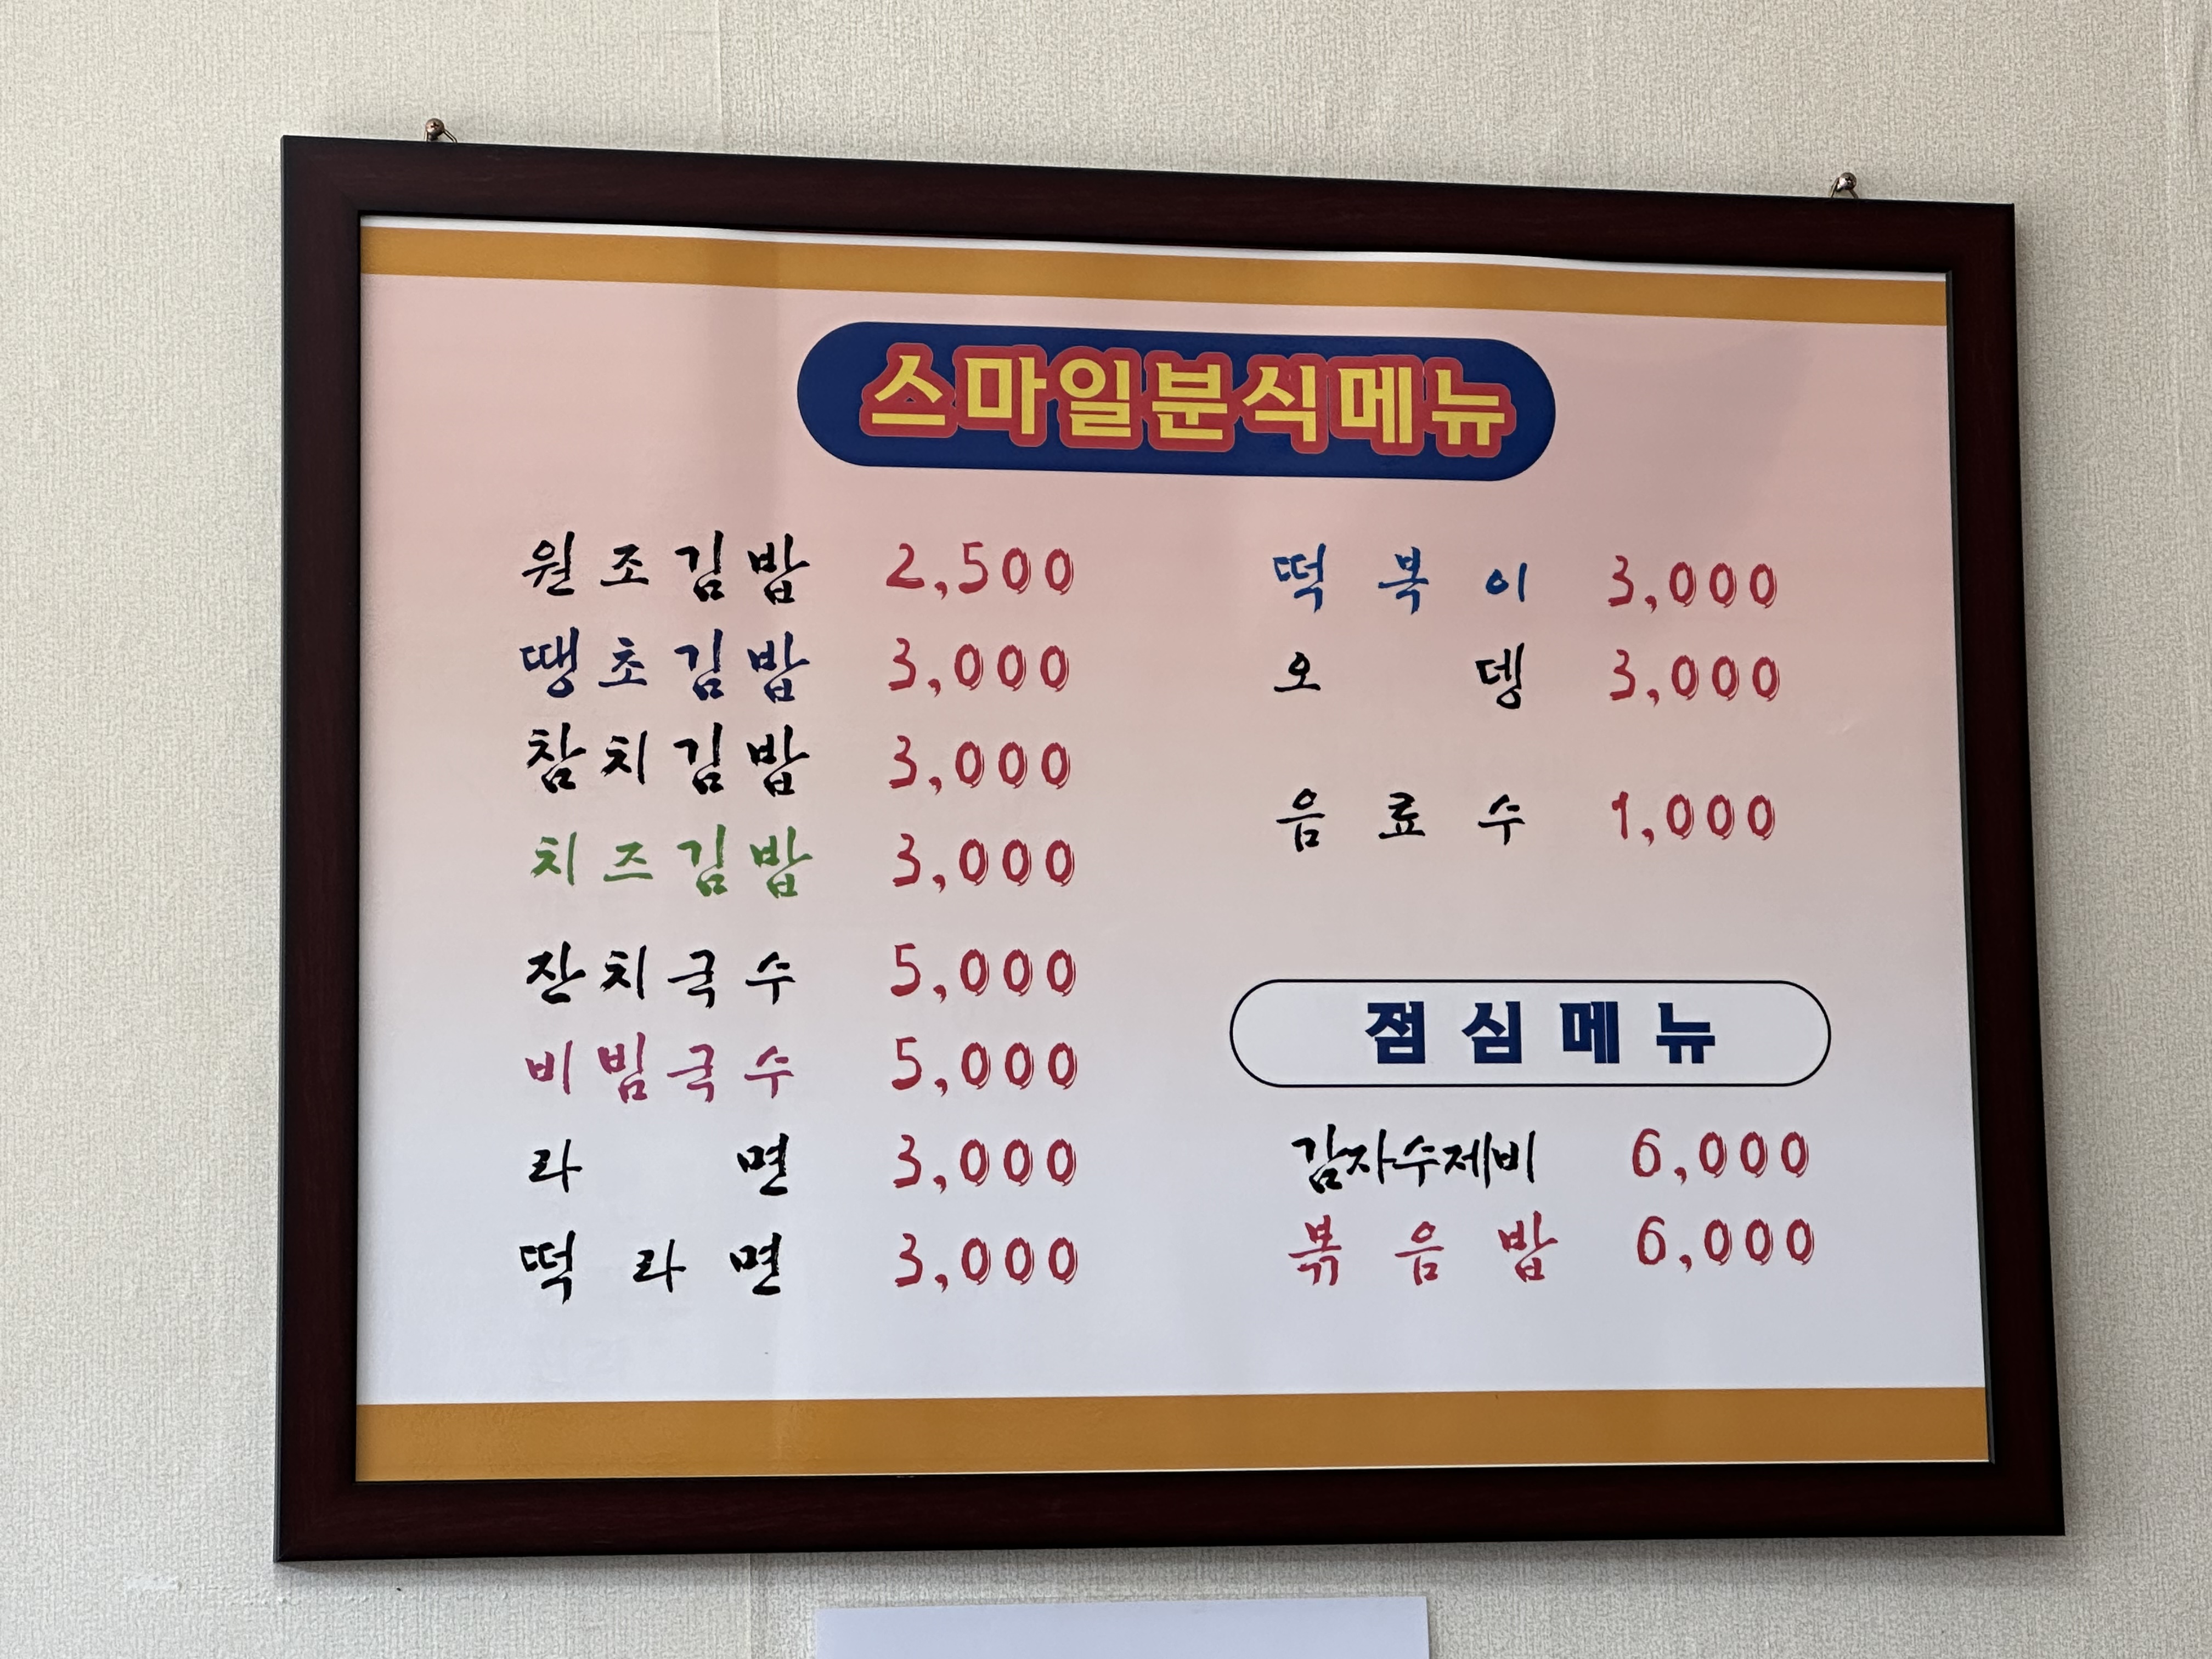 스마일분식메뉴
원조김밥 2,500
땡초김밥 3,000
참치김밥 3,000
치즈김밥 3,000
잔치국수 5,000
비빔국수 5,000
라면 3,000
떡라면 3,000
떡복이 3,000
오뎅 3,000
음료수 1,000
점심메뉴
감자수제비 6,000
볶음밥 6,000